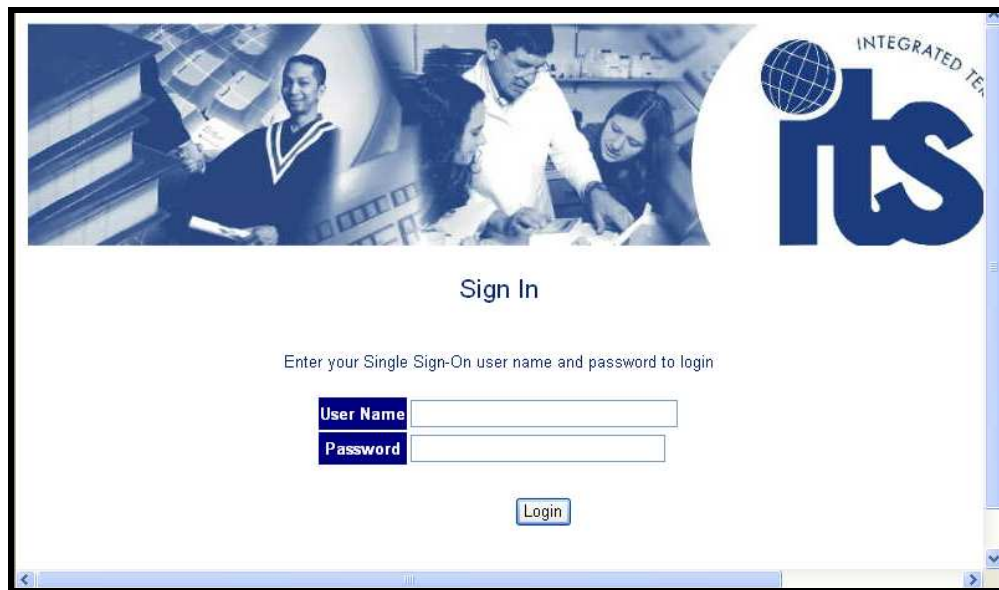 INTEGRATED
its
Sign In
Enter your Single Sign-On user name and password to login
User Name
Password
Login